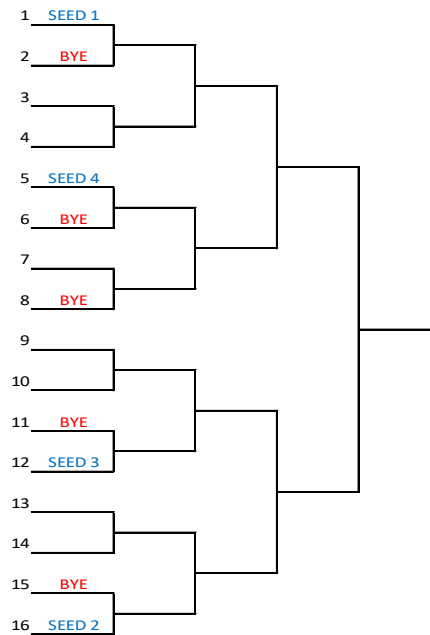 1 SEED 1
2 BYE
3
4
5 SEED 4
6 BYE
7
8 BYE
9
10
11 BYE
12 SEED 3
13
14
15 BYE
16 SEED 2